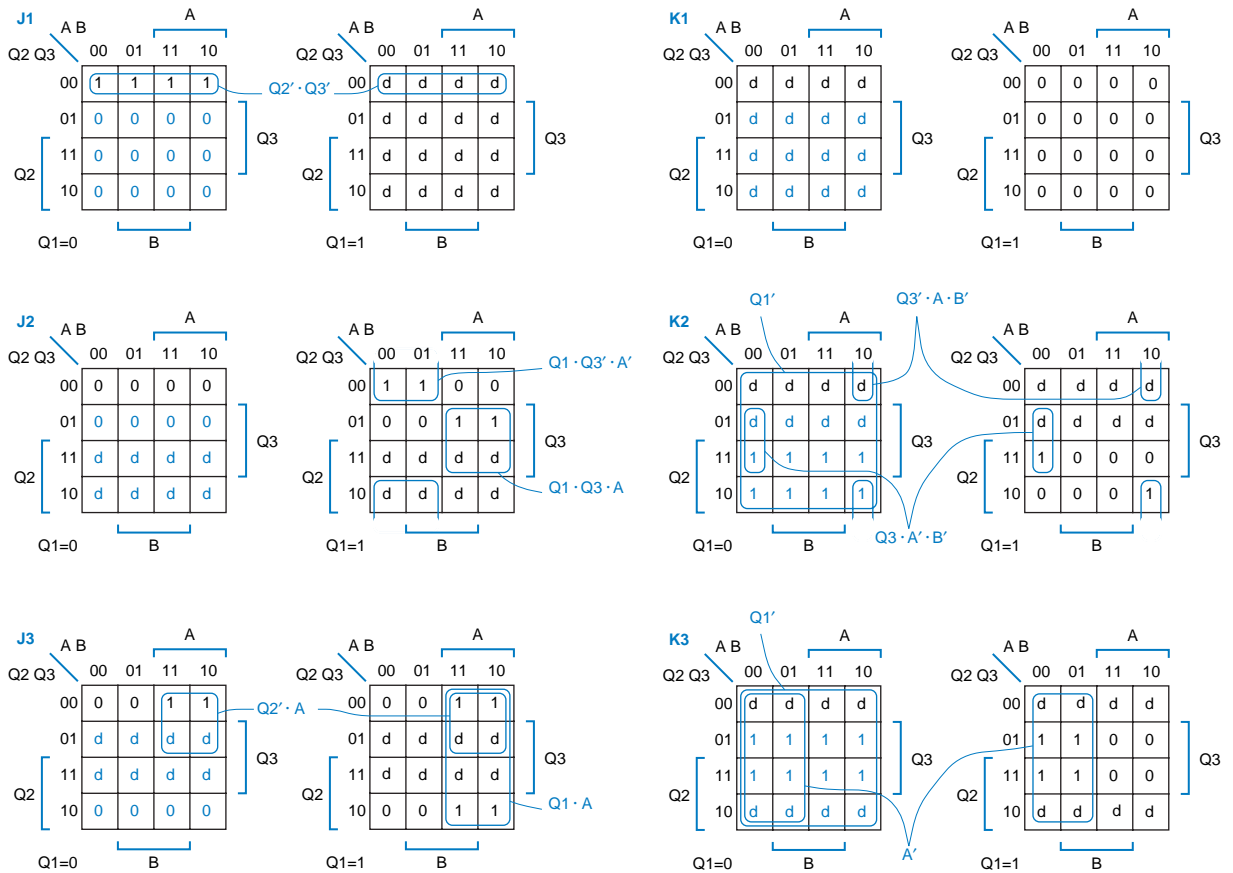 J1 A K1 A
A B A A B A
Q2 Q3 00 01 11 10 00 01 11 10 Q2 Q3 00 01 11 10 Q2 Q3 00 01 11 10
00 1 1 1 1 Q2′ · Q3′ 00 d d d d 00 d d d d 00 0 0 0 0
01 0 0 0 0 01 d d d d 01 d d d d 01 0 0 0 0
Q3 Q3 Q3 Q3
11 0 0 0 0 11 d d d d 11 d d d d 11 0 0 0 0
Q2 Q2 Q2 Q2
10 0 0 0 0 10 d d d d 10 d d d d 10 0 0 0 0
Q1=0 B Q1=1 B Q1=0 B Q1=1 B
Q1′ Q3′ · A · B′
J2 A B A A B A K2 A B A A B A
Q2 Q3 00 01 11 10 00 01 11 10 Q2 Q3 00 01 11 10 Q2 Q3 00 01 11 10
Q1 · Q3′ · A′
00 0 0 0 0 00 1 1 0 0 00 d d d d 00 d d d d
01 0 0 0 0 01 0 0 1 1 01 d d d d 01 d d d d
Q3 Q3 Q3 Q3
11 d d d d 11 d d d d 11 1 1 1 1 11 1 0 0 0
Q2 Q2 Q2 Q2
10 d d d d 10 d d d d 10 1 1 1 1 10 0 0 0 1
Q1 · Q3 · A
Q3 · A′ · B′
Q1=0 B Q1=1 B Q1=0 B Q1=1 B
Q1′
J3 A B A A B A K3 A B A A B A
Q2 Q3 00 01 11 10 Q2 Q3 00 01 11 10 Q2 Q3 00 01 11 10 Q2 Q3 00 01 11 10
00 0 0 1 1 Q2′ · A 00 0 0 1 1 00 d d d d 00 d d d d
01 d d d d 01 d d d d 01 1 1 1 1 01 1 1 0 0
Q3 Q3 Q3 Q3
11 d d d d 11 d d d d 11 1 1 1 1 11 1 1 0 0
Q2 Q2 Q2 Q2
10 0 0 0 0 10 0 0 1 1 Q1 · A 10 d d d d 10 d d d d
A′
Q1=0 B Q1=1 B Q1=0 B Q1=1 B